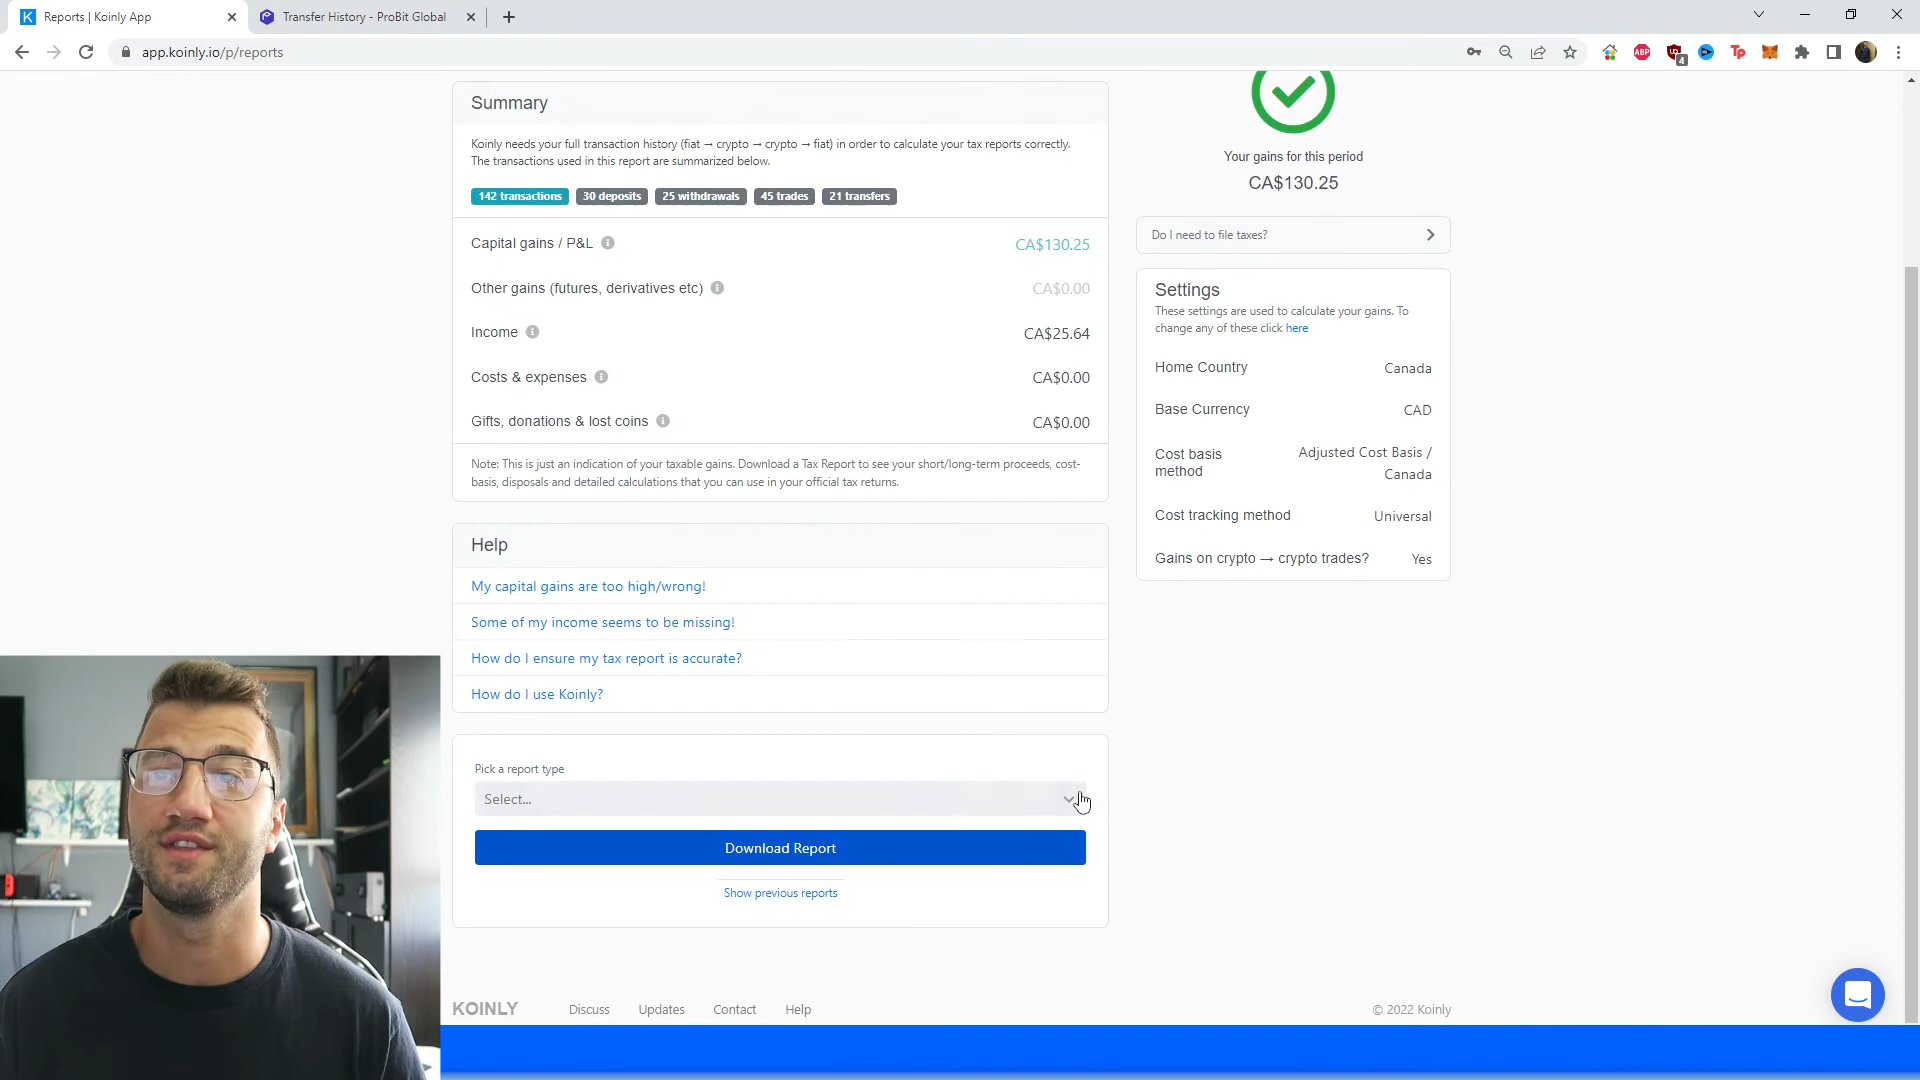 Reports | Koinly App
Transfer History - ProBit Global
app.koinly.io/p/reports
ABP
4
Tp
Summary
Koinly needs your full transaction history (fiat → crypto → crypto → fiat) in order to calculate your tax reports correctly.
The transactions used in this report are summarized below.
142 transactions 30 deposits 25 withdrawals 45 trades 21 transfers
Capital gains / P&L CA$130.25
Other gains (futures, derivatives etc) CA$0.00
Income CA$25.64
Costs & expenses CA$0.00
Gifts, donations & lost coins CA$0.00
Note: This is just an indication of your taxable gains. Download a Tax Report to see your short/long-term proceeds, cost-
basis, disposals and detailed calculations that you can use in your official tax returns.
Help
My capital gains are too high/wrong!
Some of my income seems to be missing!
How do I ensure my tax report is accurate?
How do I use Koinly?
Pick a report type
Select...
Download Report
Show previous reports
Your gains for this period
CA$130.25
Do I need to file taxes?
Settings
These settings are used to calculate your gains. To
change any of these click here
Home Country Canada
Base Currency CAD
Cost basis method Adjusted Cost Basis / Canada
Cost tracking method Universal
Gains on crypto → crypto trades? Yes
KOINLY Discuss Updates Contact Help © 2022 Koinly